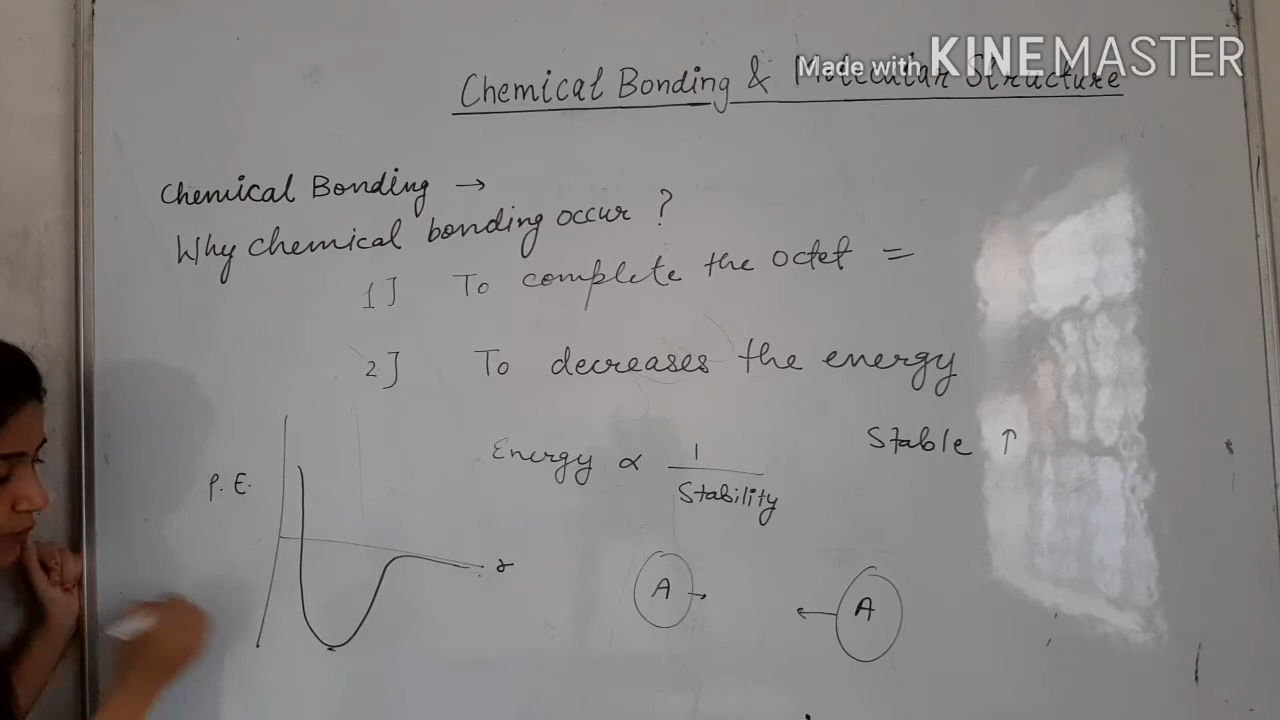 Made with KINEMASTER
Chemical Bonding & Molecular Structure
Chemical Bonding →
Why chemical bonding occur ?
1] To complete the octet =
2] To decreases the energy
Energy ∝ 1/Stability
Stable ↑
P. E.
r
A → ← A